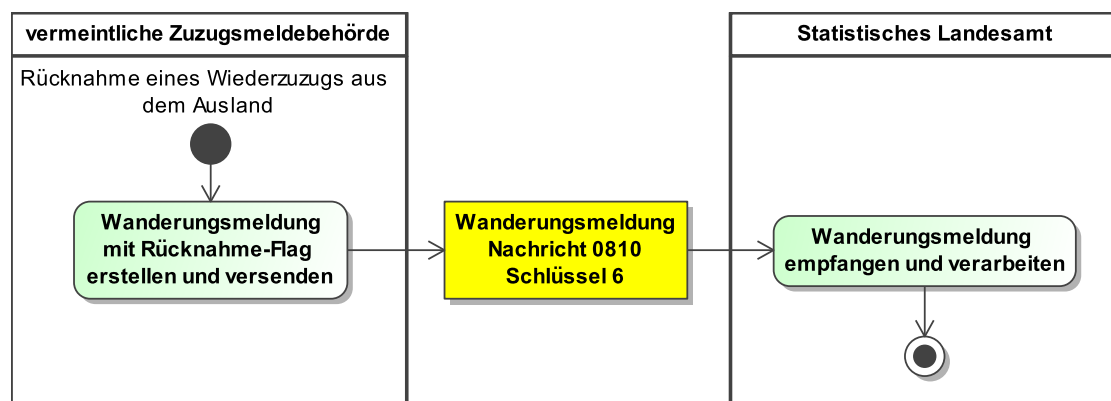 vermeintliche Zuzugsmeldebehörde
Statistisches Landesamt
Rücknahme eines Wiederzuzugs aus
dem Ausland
Wanderungsmeldung
mit Rücknahme-Flag
erstellen und versenden
Wanderungsmeldung
Nachricht 0810
Schlüssel 6
Wanderungsmeldung
empfangen und verarbeiten